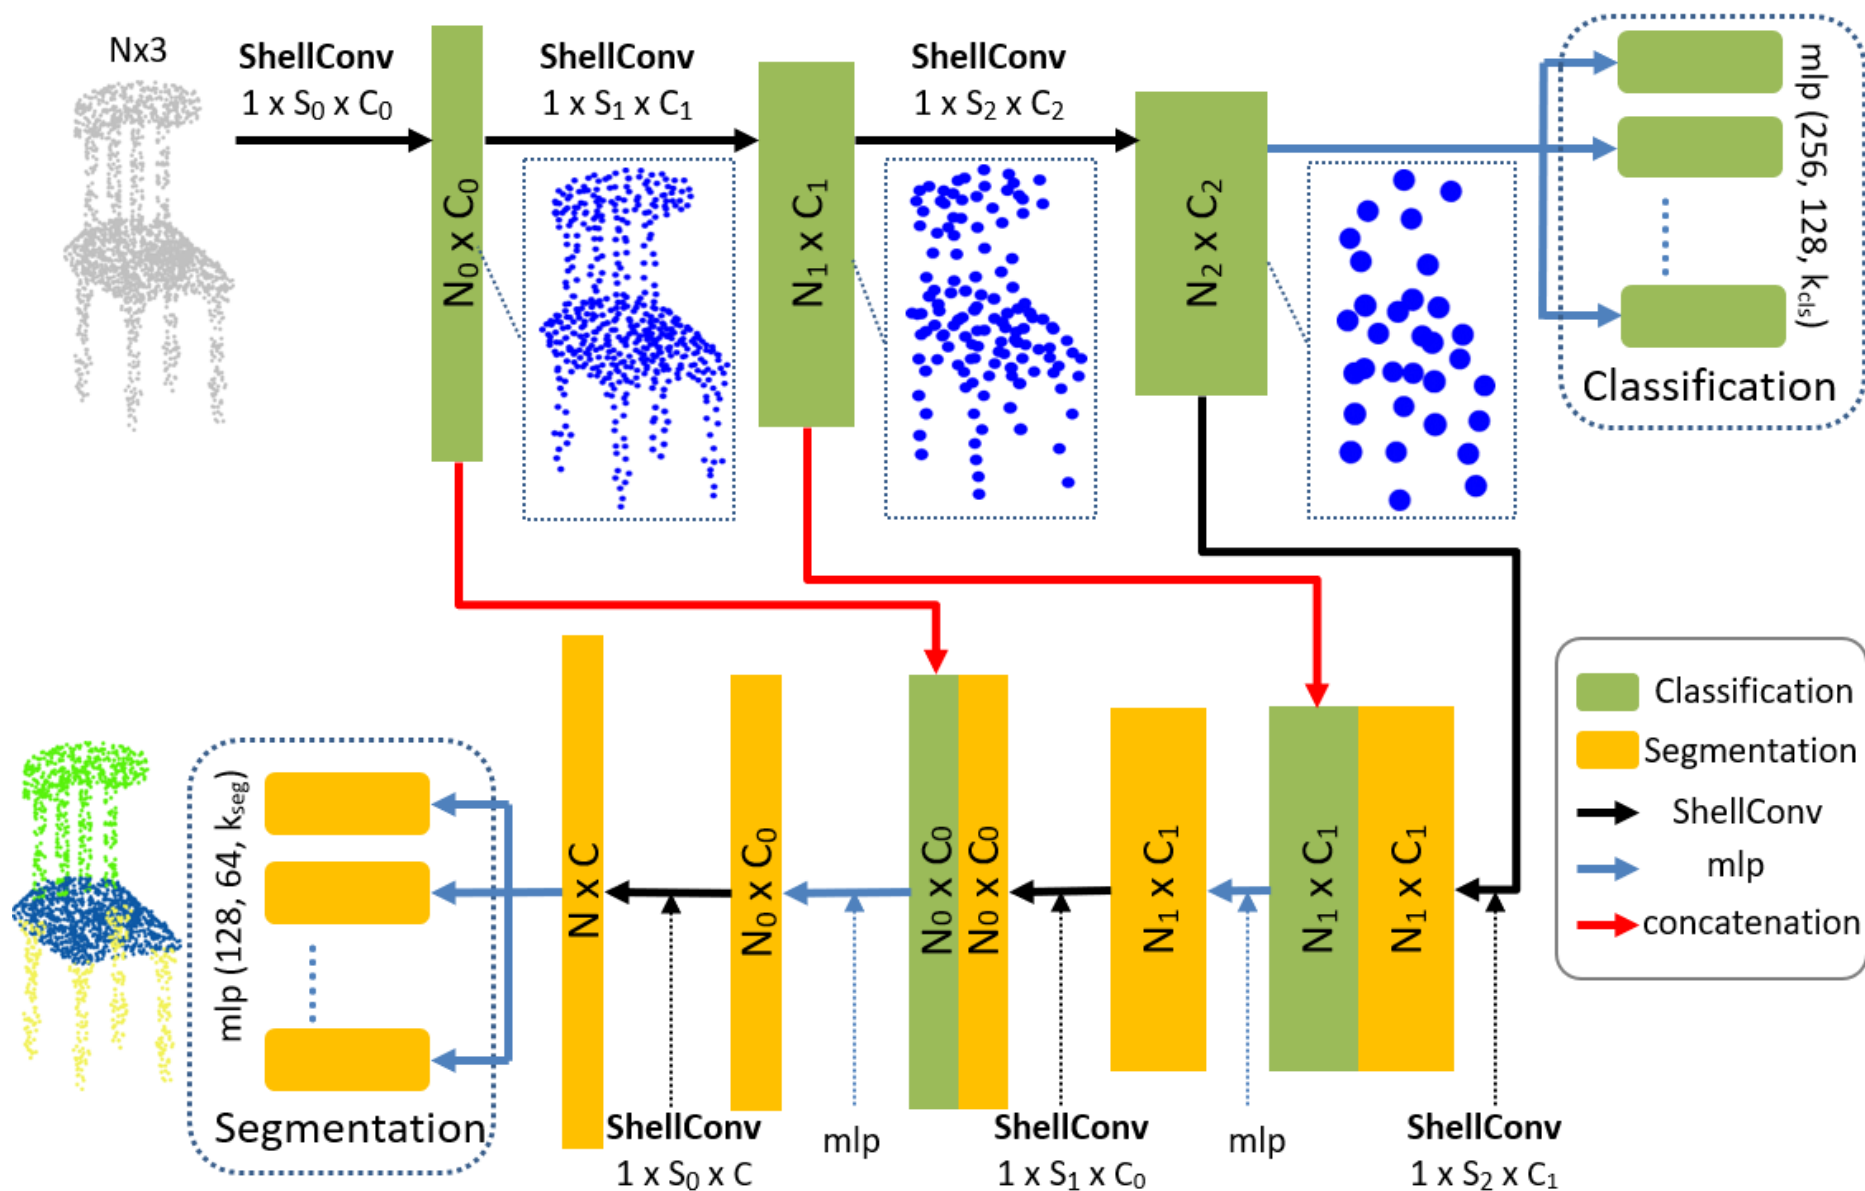 Nx3
ShellConv
1 x S₀ x C₀
ShellConv
1 x S₁ x C₁
ShellConv
1 x S₂ x C₂
N₀ x C₀
N₁ x C₁
N₂ x C₂
mlp (256, 128, k_cls)
Classification
Classification
Segmentation
ShellConv
mlp
concatenation
mlp (128, 64, k_seg)
Segmentation
N x C
N₀ x C₀
N₀ x C₀
N₀ x C₀
N₁ x C₁
N₁ x C₁
N₁ x C₁
ShellConv
1 x S₀ x C
mlp
ShellConv
1 x S₁ x C₀
mlp
ShellConv
1 x S₂ x C₁